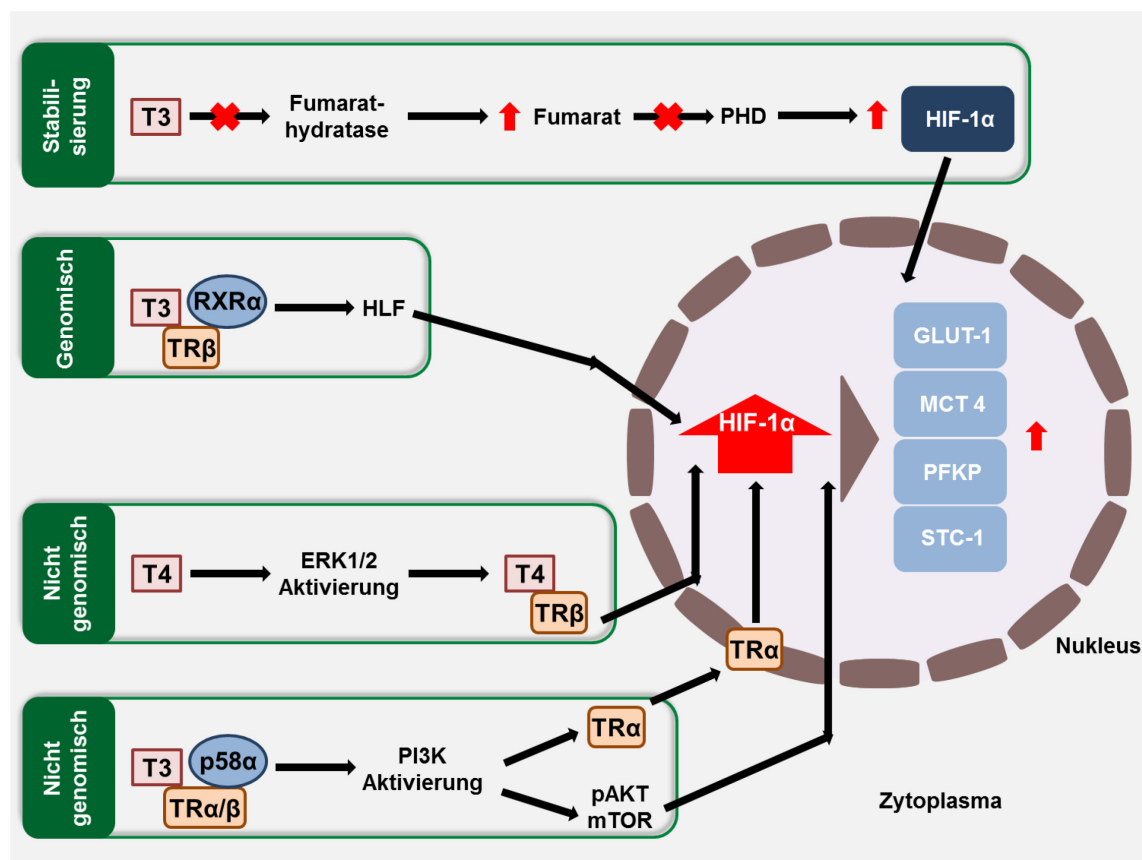 Stabili-
sierung
T3
Fumarat-
hydratase
Fumarat
PHD
HIF-1α
Genomisch
T3
RXRα
TRβ
HLF
GLUT-1
MCT 4
PFKP
STC-1
HIF-1α
Nicht
genomisch
T4
ERK1/2
Aktivierung
T4
TRβ
TRα
Nukleus
Nicht
genomisch
T3
p58α
TRα/β
PI3K
Aktivierung
TRα
pAKT
mTOR
Zytoplasma